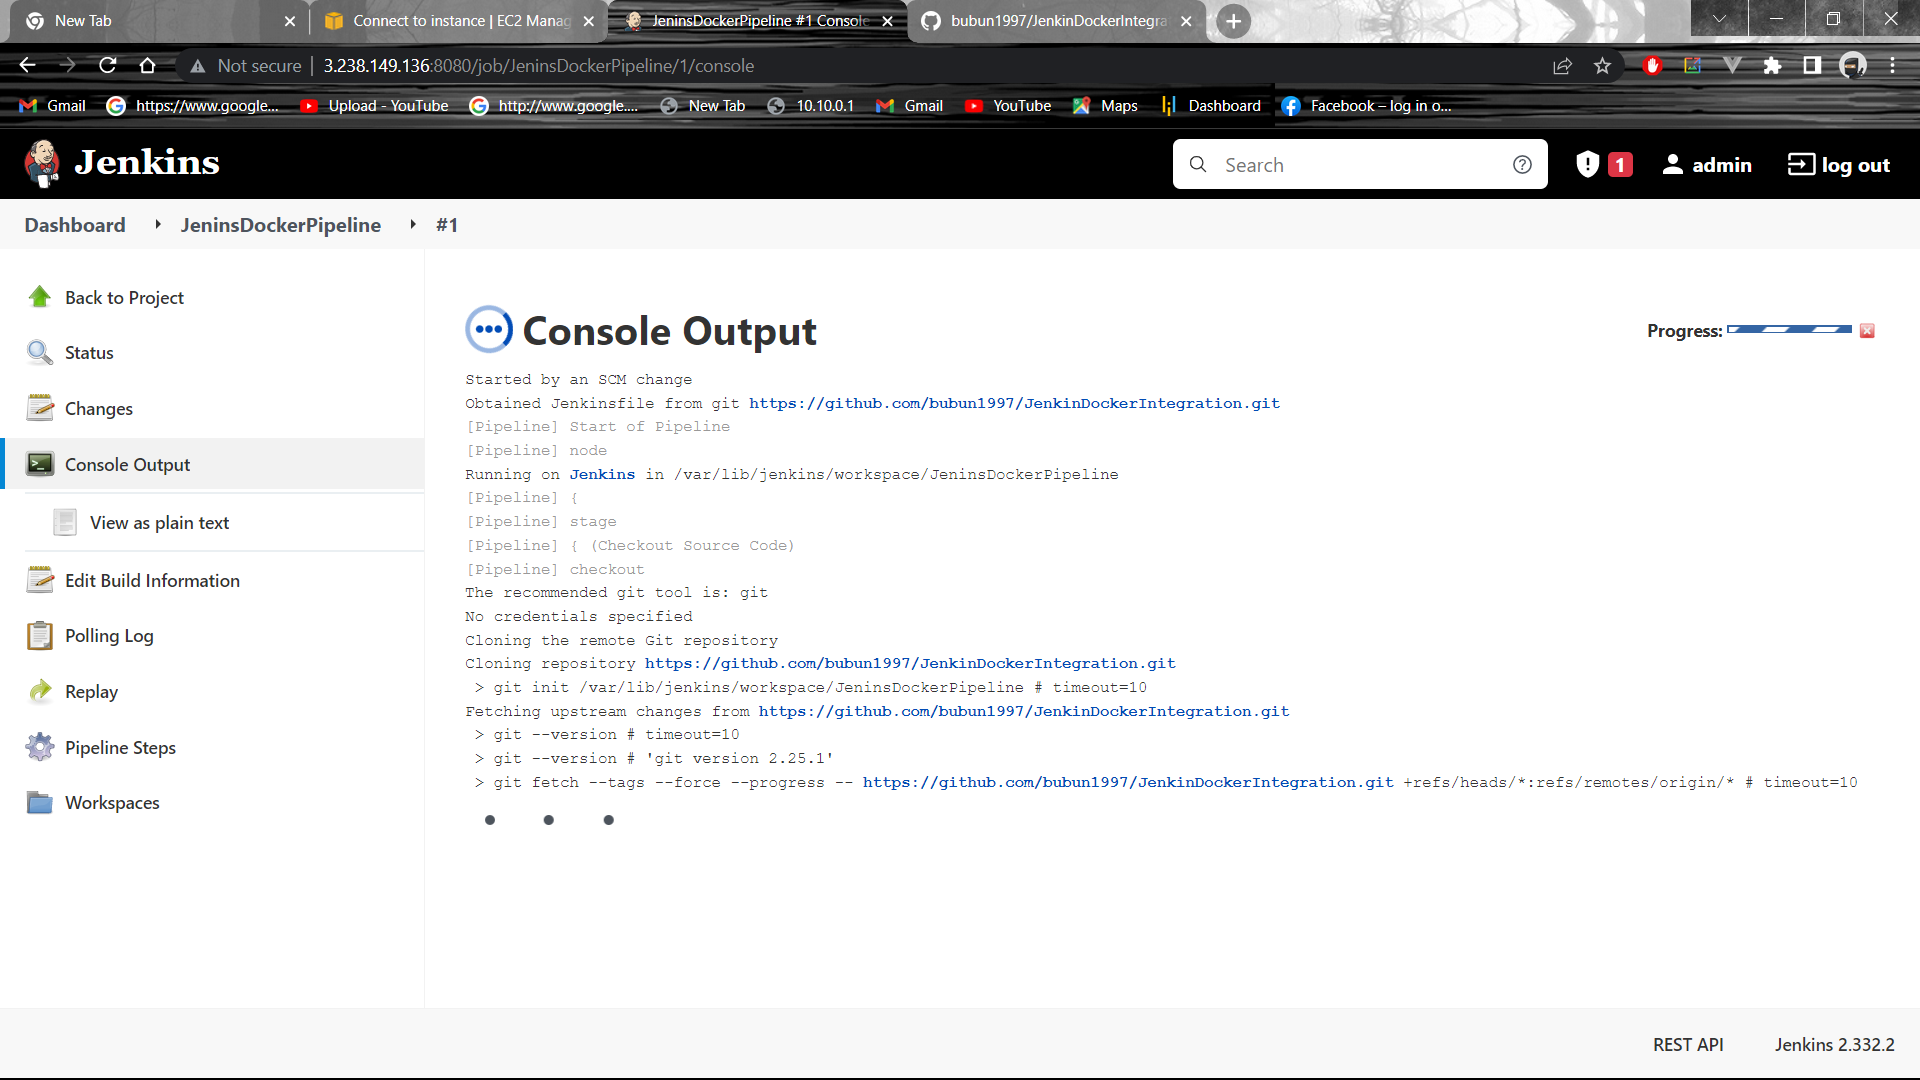 New Tab
Connect to instance | EC2 Manag
JeninsDockerPipeline #1 Console
bubun1997/JenkinDockerIntegra
Not secure
3.238.149.136:8080/job/JeninsDockerPipeline/1/console
Gmail
https://www.google...
Upload - YouTube
http://www.google....
New Tab
10.10.0.1
Gmail
YouTube
Maps
Dashboard
Facebook – log in o...
Jenkins
Search
1
admin
log out
Dashboard
JeninsDockerPipeline
#1
Back to Project
Status
Changes
Console Output
View as plain text
Edit Build Information
Polling Log
Replay
Pipeline Steps
Workspaces
Console Output
Progress:
Started by an SCM change
Obtained Jenkinsfile from git https://github.com/bubun1997/JenkinDockerIntegration.git
[Pipeline] Start of Pipeline
[Pipeline] node
Running on Jenkins in /var/lib/jenkins/workspace/JeninsDockerPipeline
[Pipeline] {
[Pipeline] stage
[Pipeline] { (Checkout Source Code)
[Pipeline] checkout
The recommended git tool is: git
No credentials specified
Cloning the remote Git repository
Cloning repository https://github.com/bubun1997/JenkinDockerIntegration.git
> git init /var/lib/jenkins/workspace/JeninsDockerPipeline # timeout=10
Fetching upstream changes from https://github.com/bubun1997/JenkinDockerIntegration.git
> git --version # timeout=10
> git --version # 'git version 2.25.1'
> git fetch --tags --force --progress -- https://github.com/bubun1997/JenkinDockerIntegration.git +refs/heads/*:refs/remotes/origin/* # timeout=10
REST API
Jenkins 2.332.2